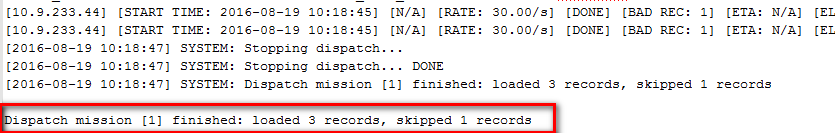 [10.9.233.44] [START TIME: 2016-08-19 10:18:45] [N/A] [RATE: 30.00/s] [DONE] [BAD REC: 1] [ETA: N/A] [EL
[10.9.233.44] [START TIME: 2016-08-19 10:18:45] [N/A] [RATE: 30.00/s] [DONE] [BAD REC: 1] [ETA: N/A] [EL
[2016-08-19 10:18:47] SYSTEM: Stopping dispatch...
[2016-08-19 10:18:47] SYSTEM: Stopping dispatch... DONE
[2016-08-19 10:18:47] SYSTEM: Dispatch mission [1] finished: loaded 3 records, skipped 1 records
Dispatch mission [1] finished: loaded 3 records, skipped 1 records